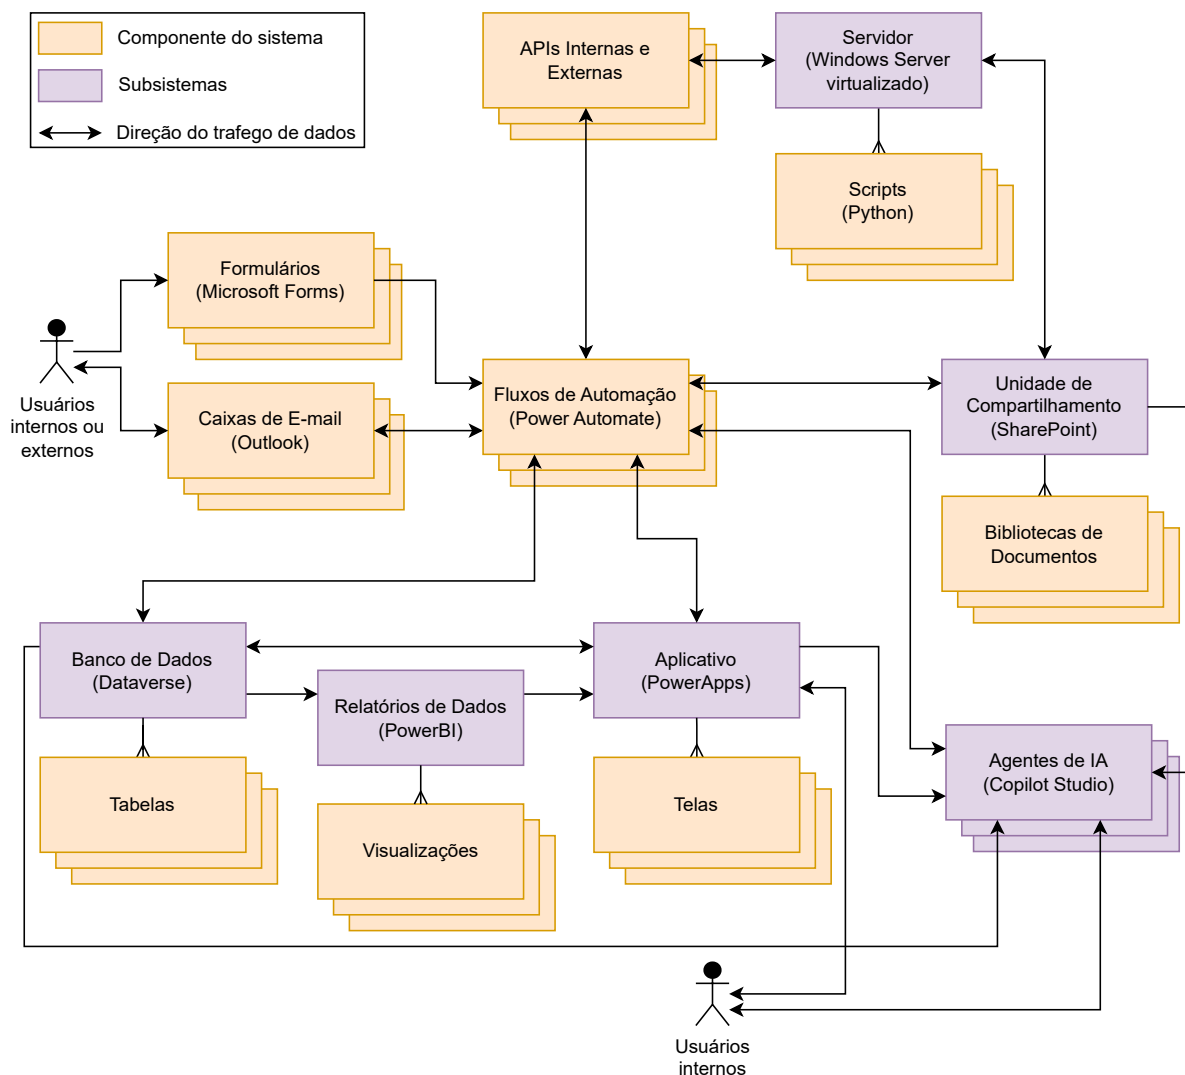 Componente do sistema
Subsistemas
Direção do trafego de dados
APIs Internas e
Externas
Servidor
(Windows Server
virtualizado)
Scripts
(Python)
Formulários
(Microsoft Forms)
Usuários
internos ou
externos
Caixas de E-mail
(Outlook)
Fluxos de Automação
(Power Automate)
Unidade de
Compartilhamento
(SharePoint)
Bibliotecas de
Documentos
Banco de Dados
(Dataverse)
Relatórios de Dados
(PowerBI)
Aplicativo
(PowerApps)
Agentes de IA
(Copilot Studio)
Tabelas
Visualizações
Telas
Usuários
internos